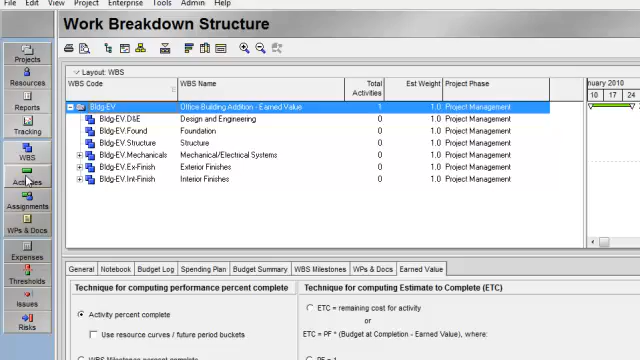 File Edit View Project Enterprise Tools Admin Help
Work Breakdown Structure
Projects
Resources
Reports
Tracking
WBS
Activities
Assignments
WPs & Docs
Expenses
Thresholds
Issues
Risks
Layout: WBS
WBS Code WBS Name Total Activities Est Weight Project Phase
Bldg-EV Office-Building Addition - Earned Value 1 1.0 Project Management
Bldg-EV.D&E Design and Engineering 0 1.0 Project Management
Bldg-EV.Found Foundation 0 1.0 Project Management
Bldg-EV.Structure Structure 0 1.0 Project Management
Bldg-EV.Mechanicals Mechanical/Electrical Systems 0 1.0 Project Management
Bldg-EV.Ex-Finish Exterior Finishes 0 1.0 Project Management
Bldg-EV.Int-Finish Interior Finishes 0 1.0 Project Management
nuary 2010
10 17 24
General Notebook Budget Log Spending Plan Budget Summary WBS Milestones WPs & Docs Earned Value
Technique for computing performance percent complete
Activity percent complete
Use resource curves / future period buckets
WBS Milestones percent complete
Technique for computing Estimate to Complete (ETC)
ETC = remaining cost for activity
or
ETC = PF * (Budget at Completion - Earned Value), where:
PF = 1